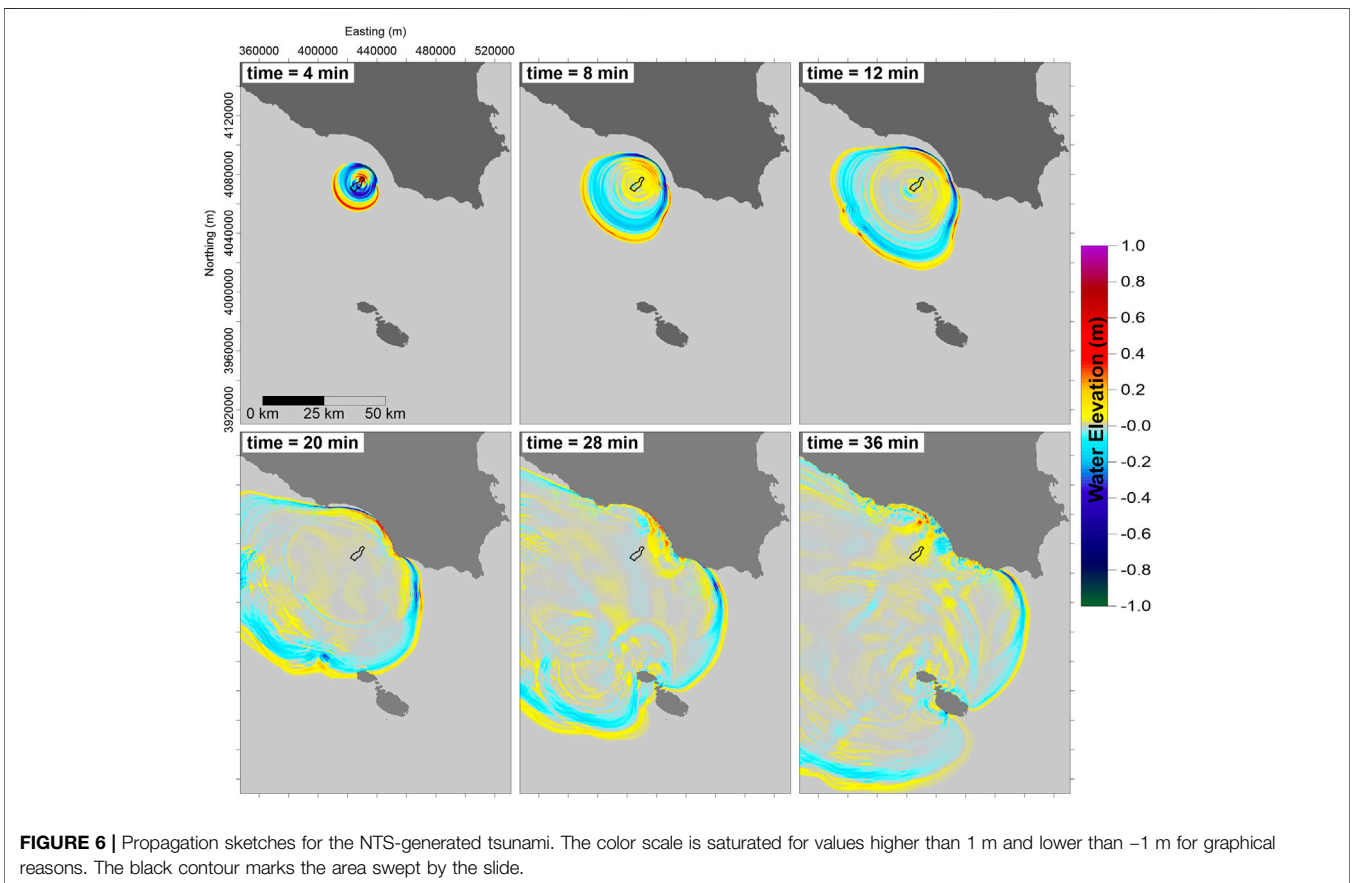 Easting (m)
360000 400000 440000 480000 520000
time = 4 min
time = 8 min
time = 12 min
Northing (m)
4120000
4080000
4040000
4000000
3960000
3920000
0 km 25 km 50 km
time = 20 min
time = 28 min
time = 36 min
Water Elevation (m)
1.0
0.8
0.6
0.4
0.2
-0.0
-0.2
-0.4
-0.6
-0.8
-1.0
FIGURE 6 | Propagation sketches for the NTS-generated tsunami. The color scale is saturated for values higher than 1 m and lower than −1 m for graphical
reasons. The black contour marks the area swept by the slide.